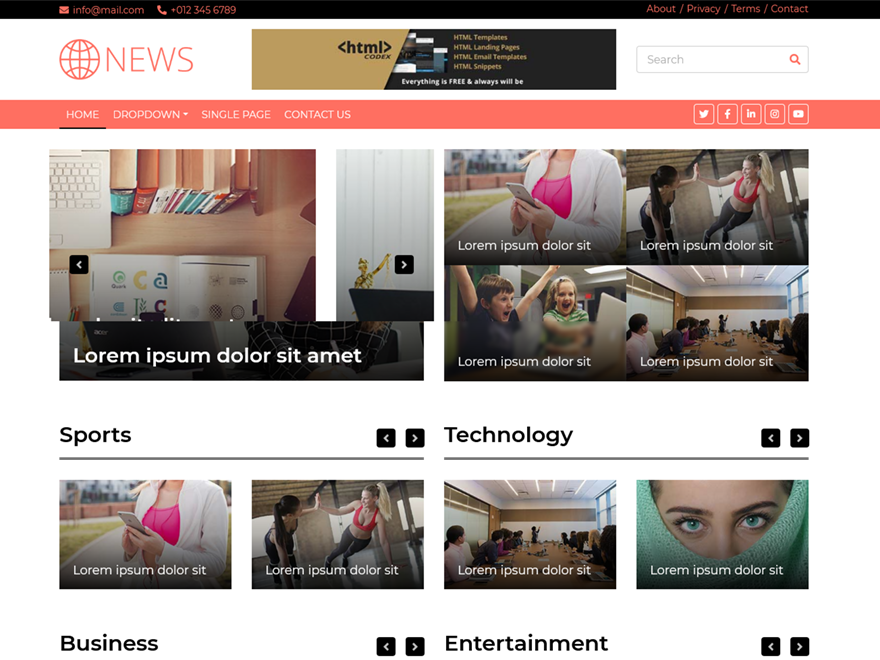 info@mail.com
+012 345 6789
About / Privacy / Terms / Contact
NEWS
<html>
CODEX
HTML Templates
HTML Landing Pages
HTML Email Templates
HTML Snippets
Everything is FREE & always will be
Search
HOME
DROPDOWN
SINGLE PAGE
CONTACT US
Quark
Lorem ipsum dolor sit amet
Lorem ipsum dolor sit
Lorem ipsum dolor sit
Lorem ipsum dolor sit
Lorem ipsum dolor sit
Sports
Technology
Lorem ipsum dolor sit
Lorem ipsum dolor sit
Lorem ipsum dolor sit
Lorem ipsum dolor sit
Business
Entertainment